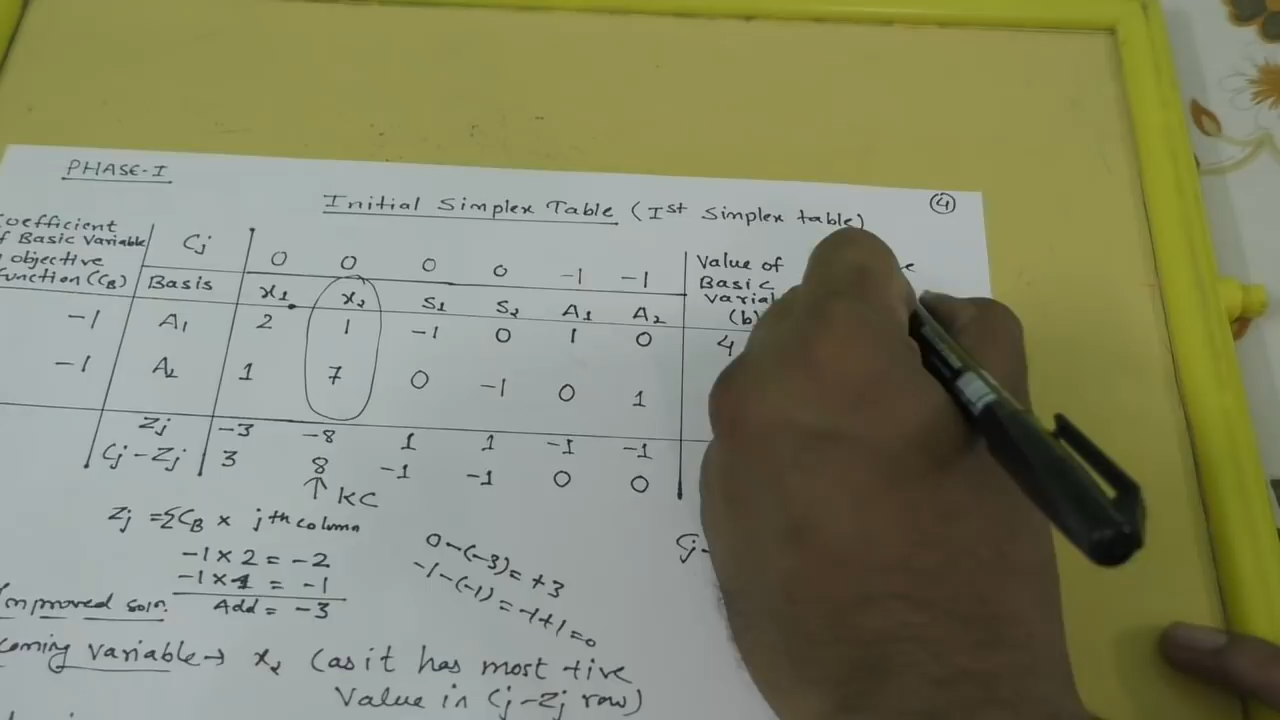 PHASE-I
Initial Simplex Table (Ist Simplex table) ④
Coefficient of Basic Variable objective Function (CB) Cj 0 0 0 0 -1 -1 Value of Basic (b)
Basis x1 x2 S1 S2 A1 A2
-1 A1 2 1 -1 0 1 0 4
-1 A2 1 7 0 -1 0 1
Zj -3 -8 1 1 -1 -1
Cj - Zj 3 8 -1 -1 0 0
↑ KC
Zj = ΣCB × jth column
-1 × 2 = -2
-1 × 1 = -1
Add = -3
0-(-3) = +3
-1-(-1) = -1+1 = 0
Improved soln.
coming variable → x2 (as it has most +ive
Value in Cj-Zj row)